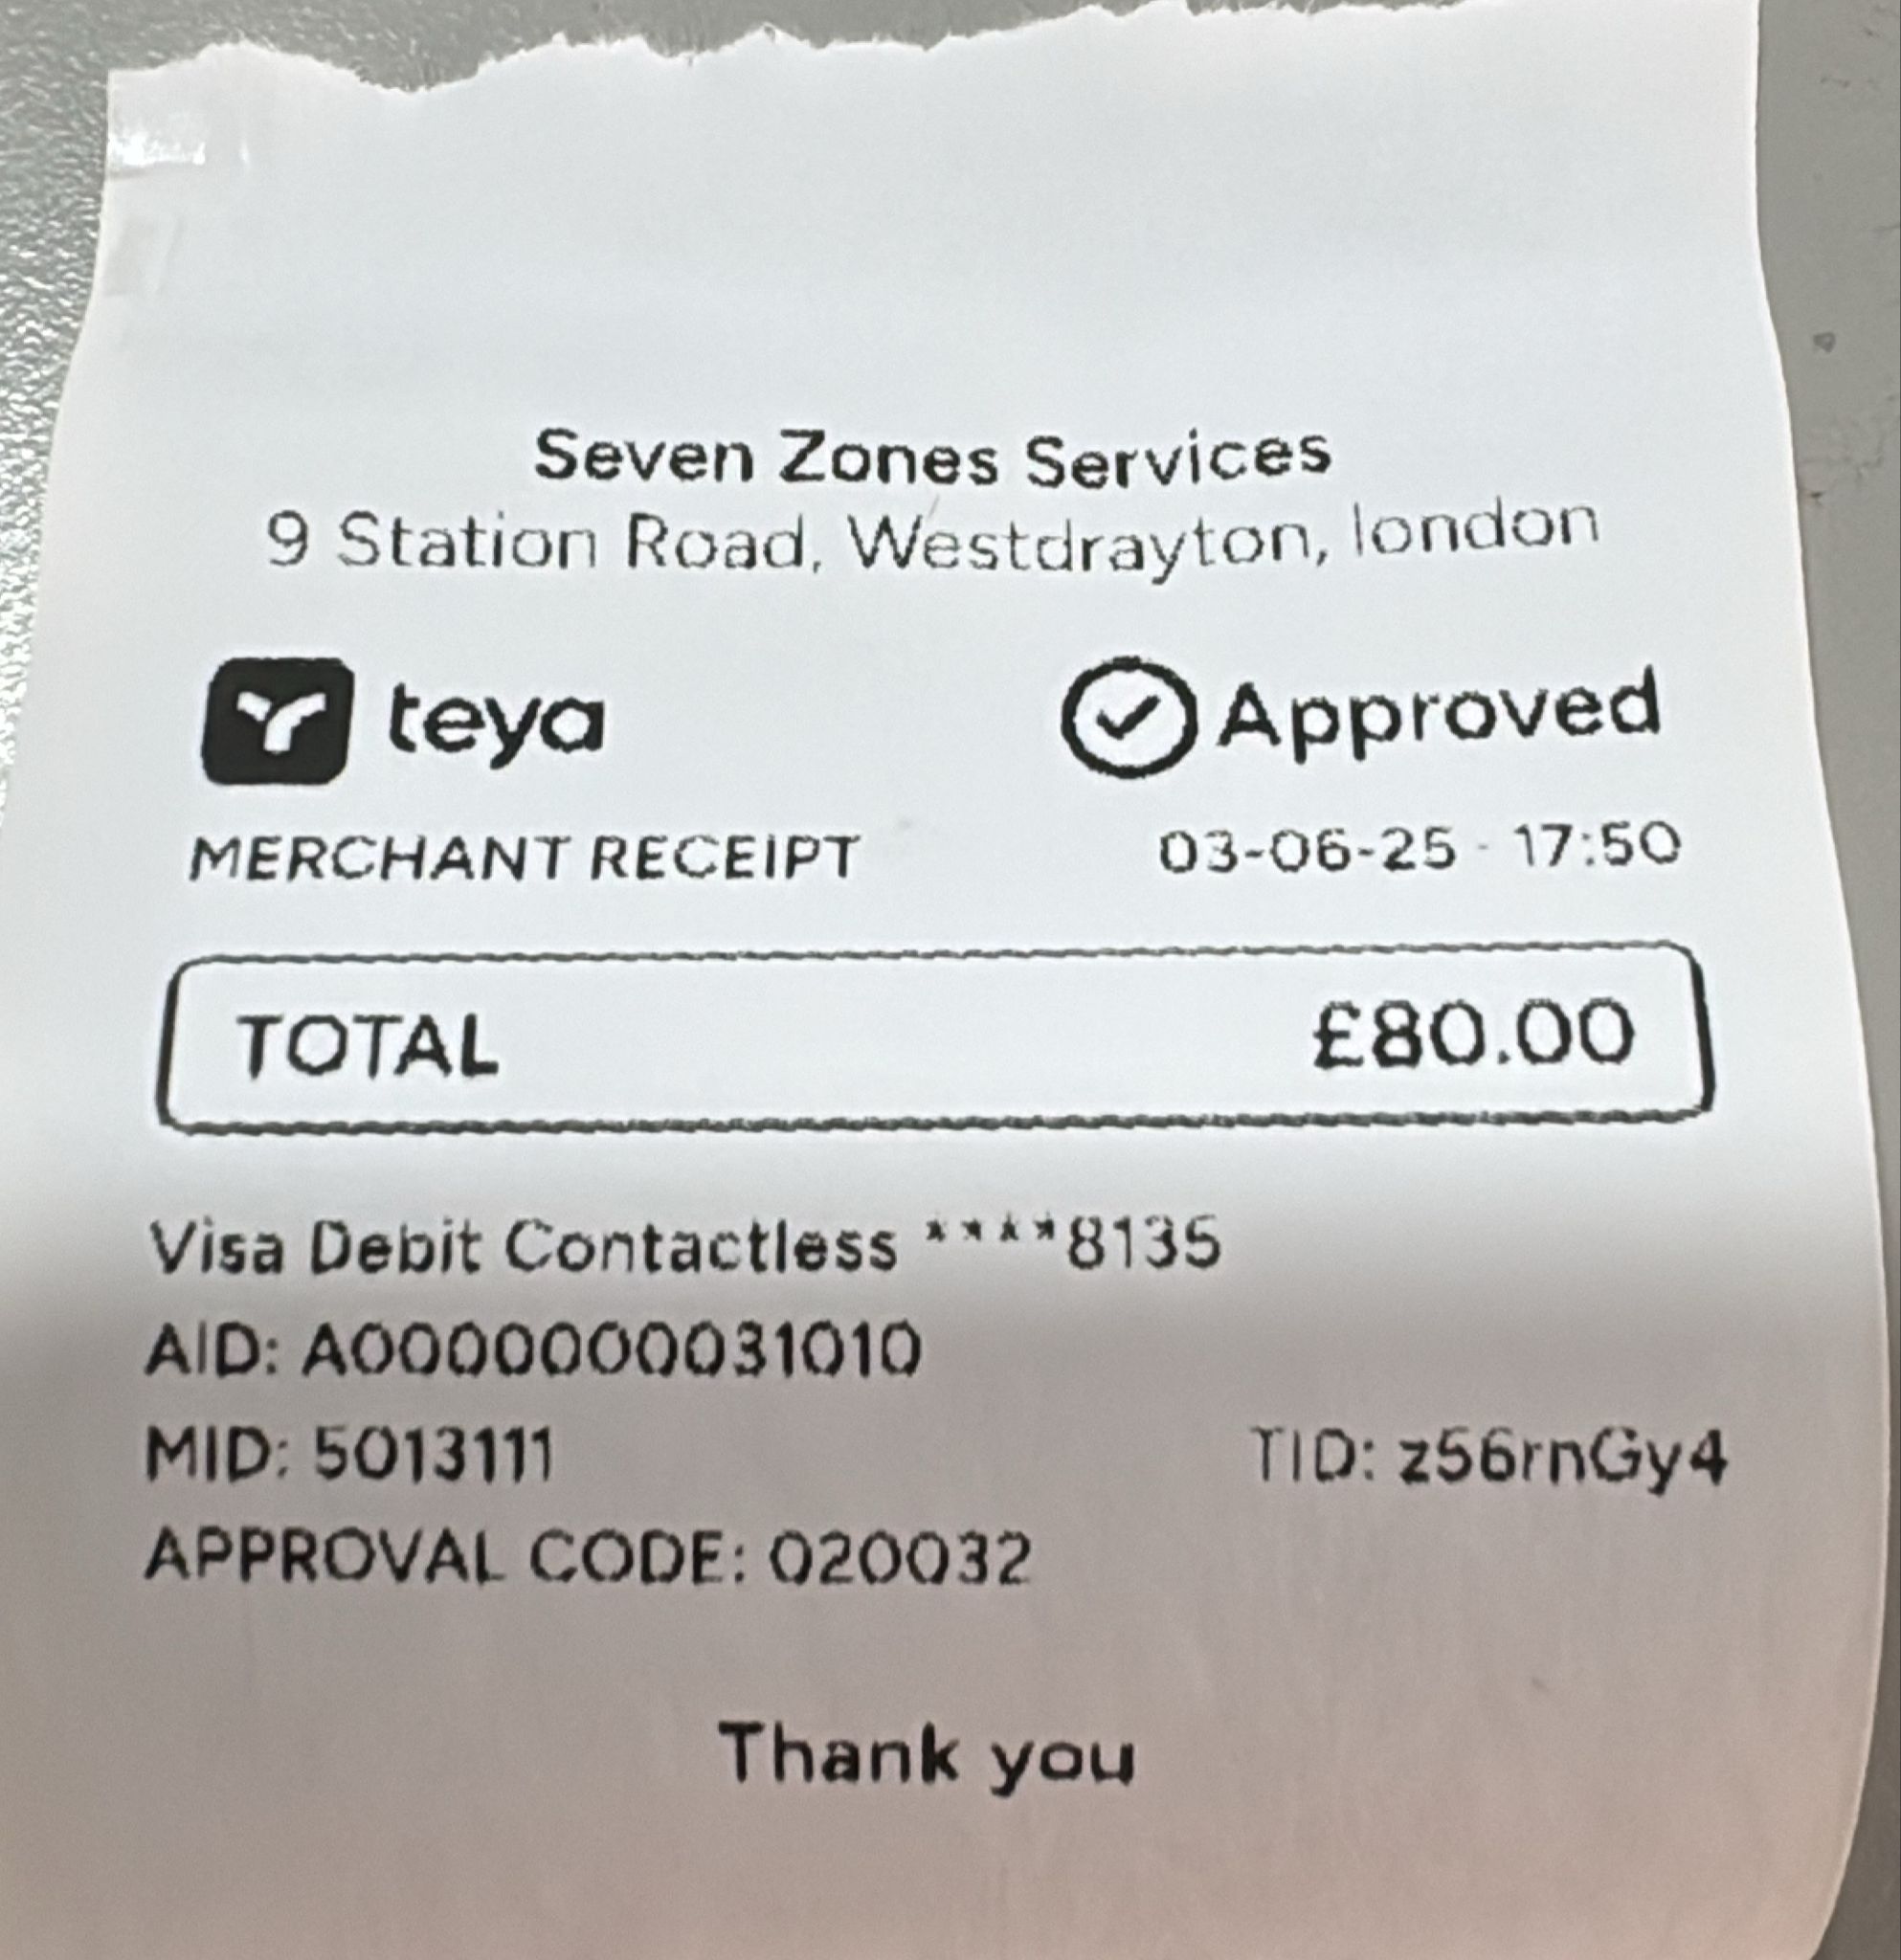 Seven Zones Services
9 Station Road, Westdrayton, london
teya
Approved
MERCHANT RECEIPT
03-06-25 - 17:50
TOTAL £80.00
Visa Debit Contactless ****8135
AID: A0000000031010
MID: 5013111
TID: z56rnGy4
APPROVAL CODE: 020032
Thank you